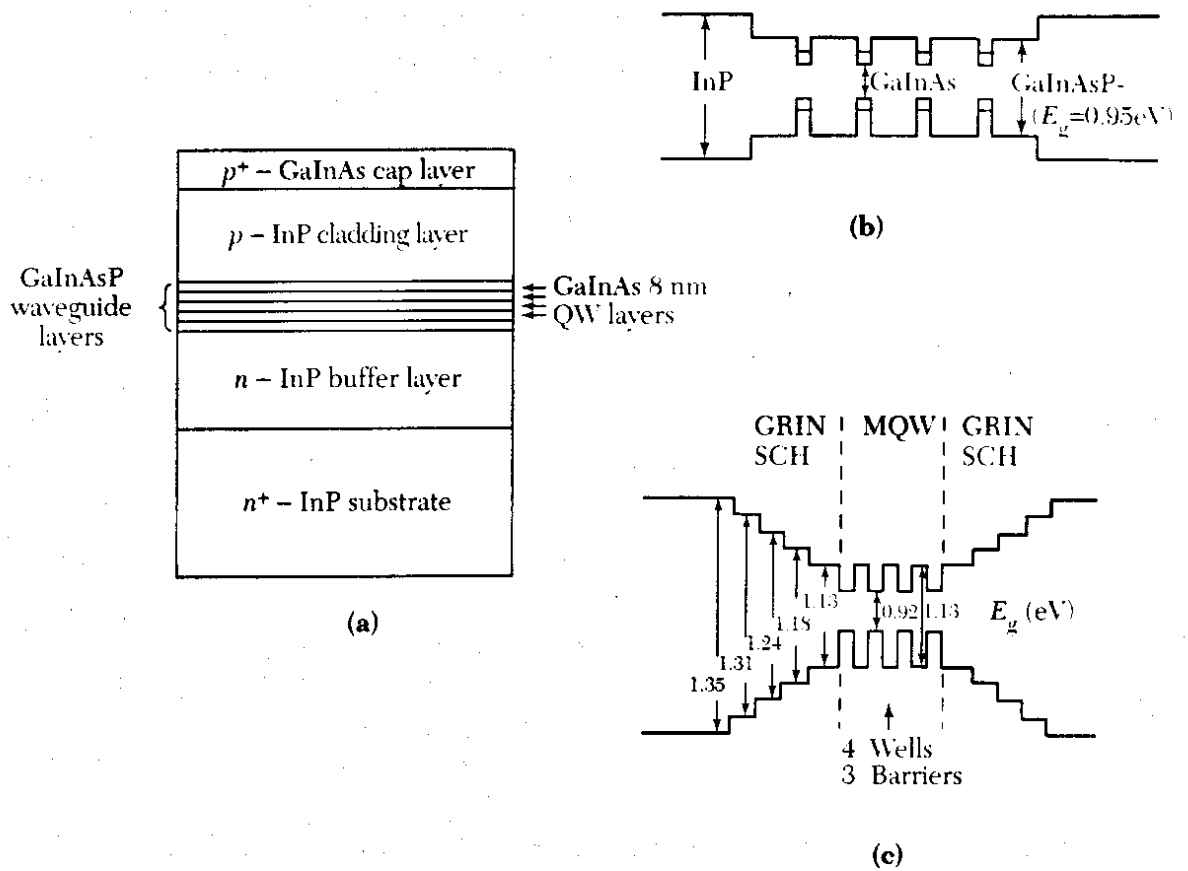 p⁺ – GaInAs cap layer
p – InP cladding layer
GaInAsP
waveguide
layers
GaInAs 8 nm
QW layers
n – InP buffer layer
n⁺ – InP substrate
(a)
InP
GaInAs
GaInAsP-
(E_g=0.95eV)
(b)
GRIN
SCH
MQW
GRIN
SCH
1.35
1.31
1.24
1.18
1.13
0.92
1.13
E_g (eV)
4 Wells
3 Barriers
(c)